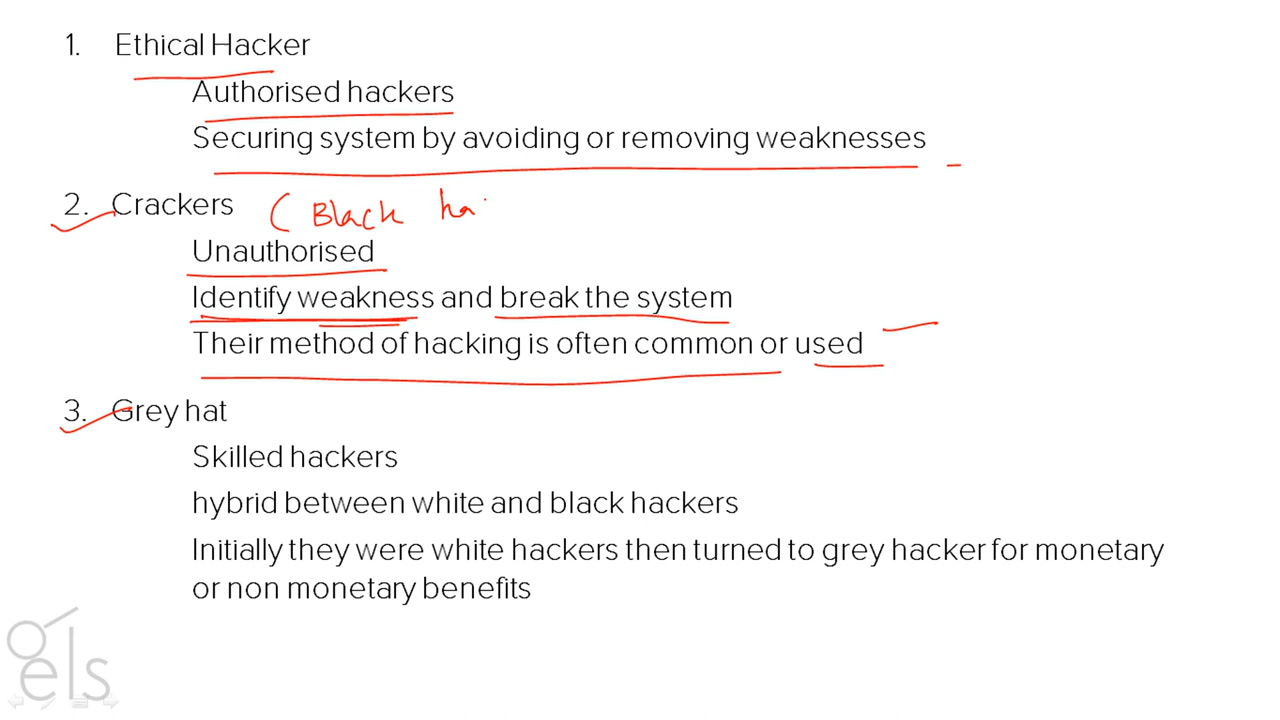 1. Ethical Hacker
Authorised hackers
Securing system by avoiding or removing weaknesses
2. Crackers ( Black ha
Unauthorised
Identify weakness and break the system
Their method of hacking is often common or used
3. Grey hat
Skilled hackers
hybrid between white and black hackers
Initially they were white hackers then turned to grey hacker for monetary
or non monetary benefits
els